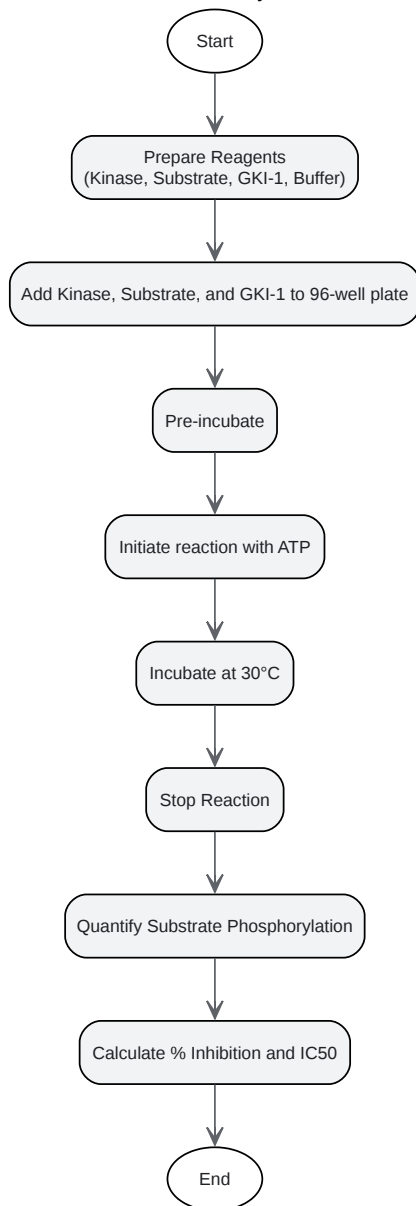 Start
Prepare Reagents
(Kinase, Substrate, GKI-1, Buffer)
Add Kinase, Substrate, and GKI-1 to 96-well plate
Pre-incubate
Initiate reaction with ATP
Incubate at 30°C
Stop Reaction
Quantify Substrate Phosphorylation
Calculate % Inhibition and IC50
End